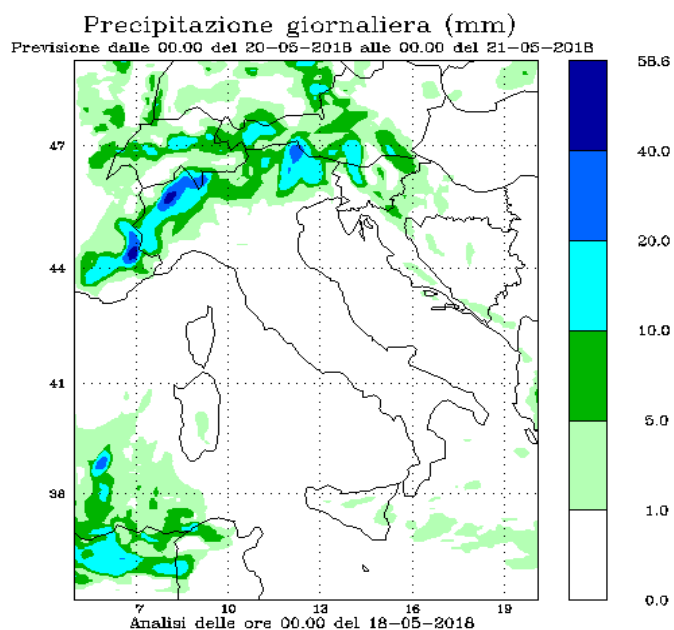 Precipitazione giornaliera (mm)
Previsione dalle 00.00 del 20-05-2018 alle 00.00 del 21-05-2018
58.6
47
40.0
20.0
44
10.0
41
5.0
38
1.0
0.0
7 10 13 16 19
Analisi delle ore 00.00 del 18-05-2018